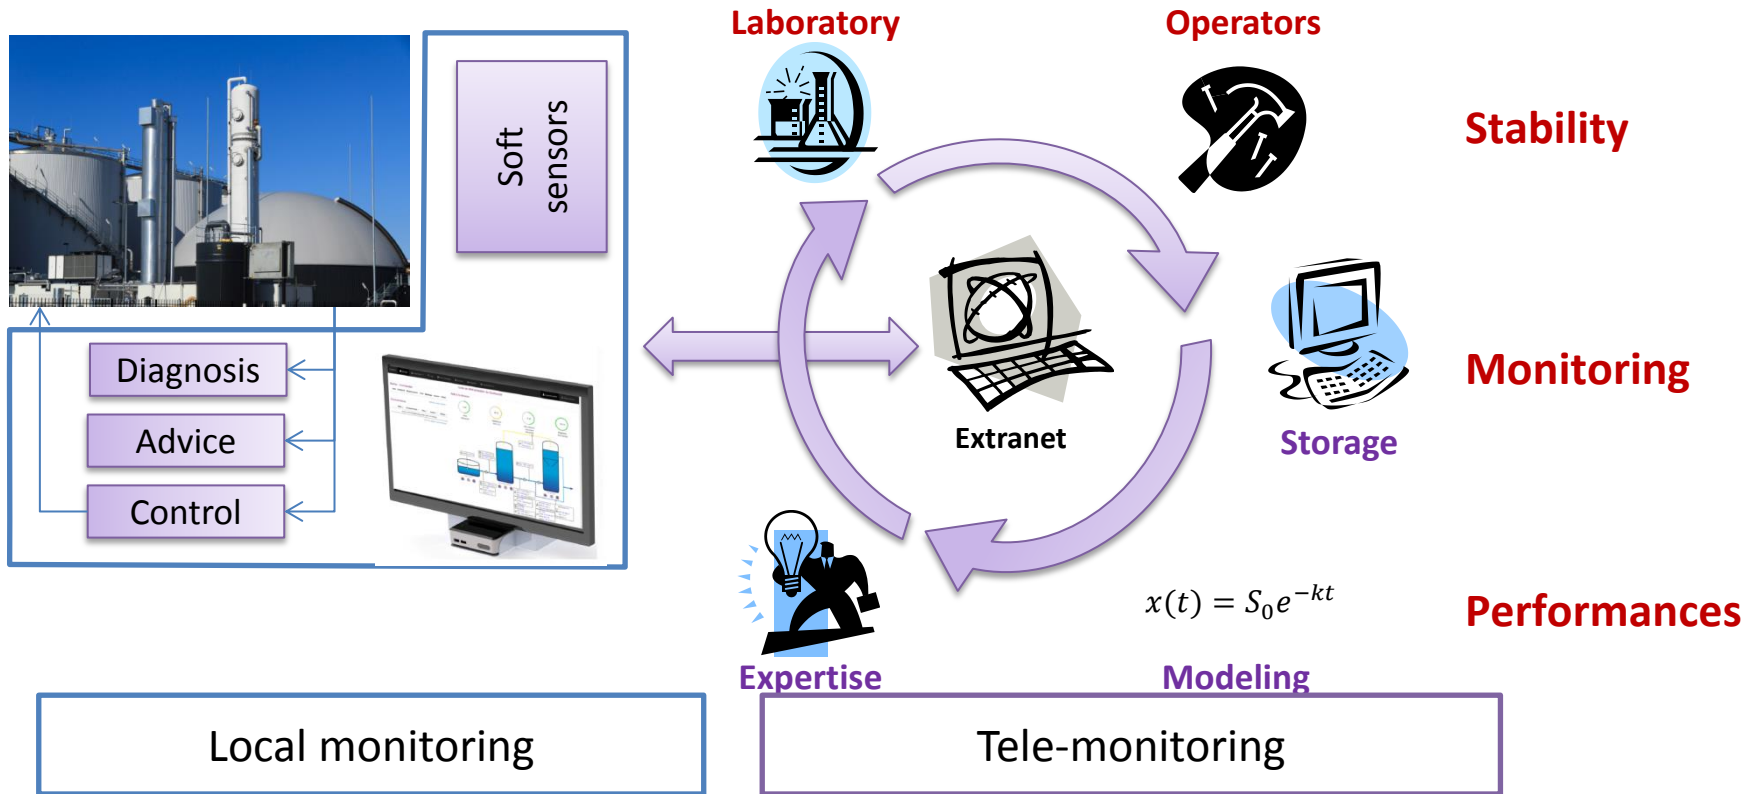 Laboratory
Operators
Soft
sensors
Stability
Diagnosis
Advice
Control
Extranet
Storage
Monitoring
x(t) = S₀e⁻ᵏᵗ
Performances
Expertise
Modeling
Local monitoring
Tele-monitoring